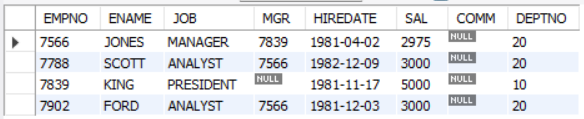 EMPNO ENAME JOB MGR HIREDATE SAL COMM DEPTNO
7566 JONES MANAGER 7839 1981-04-02 2975 NULL 20
7788 SCOTT ANALYST 7566 1982-12-09 3000 NULL 20
7839 KING PRESIDENT NULL 1981-11-17 5000 NULL 10
7902 FORD ANALYST 7566 1981-12-03 3000 NULL 20